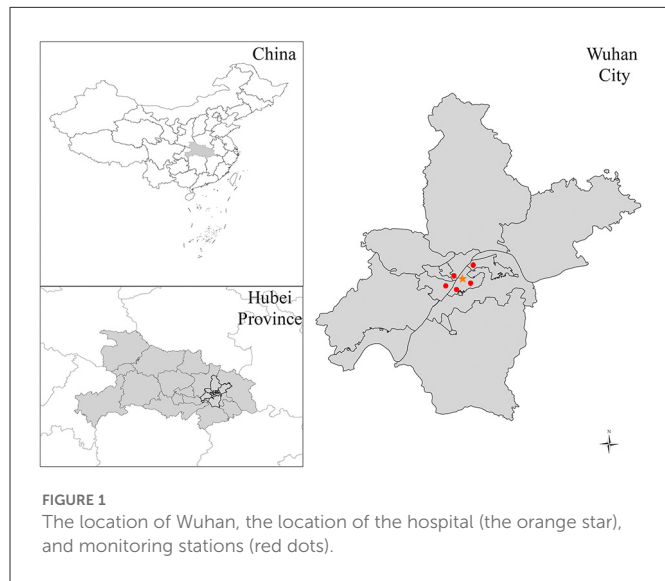 China
Wuhan
City
Hubei
Province
N
FIGURE 1
The location of Wuhan, the location of the hospital (the orange star),
and monitoring stations (red dots).